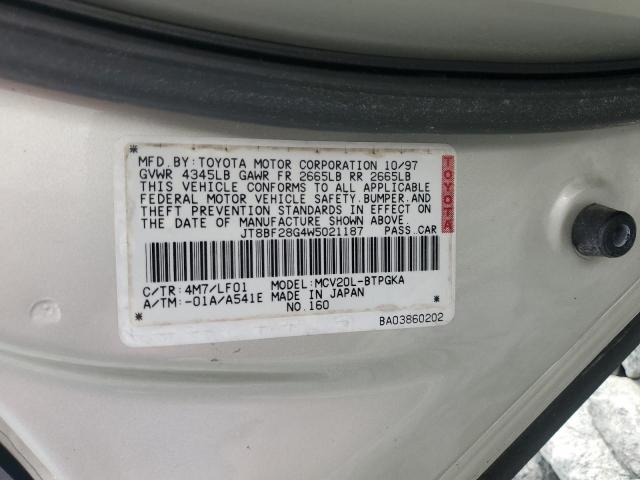 MFD.BY:TOYOTA MOTOR CORPORATION 10/97
GVWR 4345LB GAWR FR 2665LB RR 2665LB
THIS VEHICLE CONFORMS TO ALL APPLICABLE
FEDERAL MOTOR VEHICLE SAFETY,BUMPER,AND
THEFT PREVENTION STANDARDS IN EFFECT ON
THE DATE OF MANUFACTURE SHOWN ABOVE.
JT8BF28G4W5021187 PASS.CAR
TOYOTA
C/TR:4M7/LF01 MODEL:MCV20L-BTPGKA
A/TM:-01A/A541E MADE IN JAPAN
NO.160
BA03860202